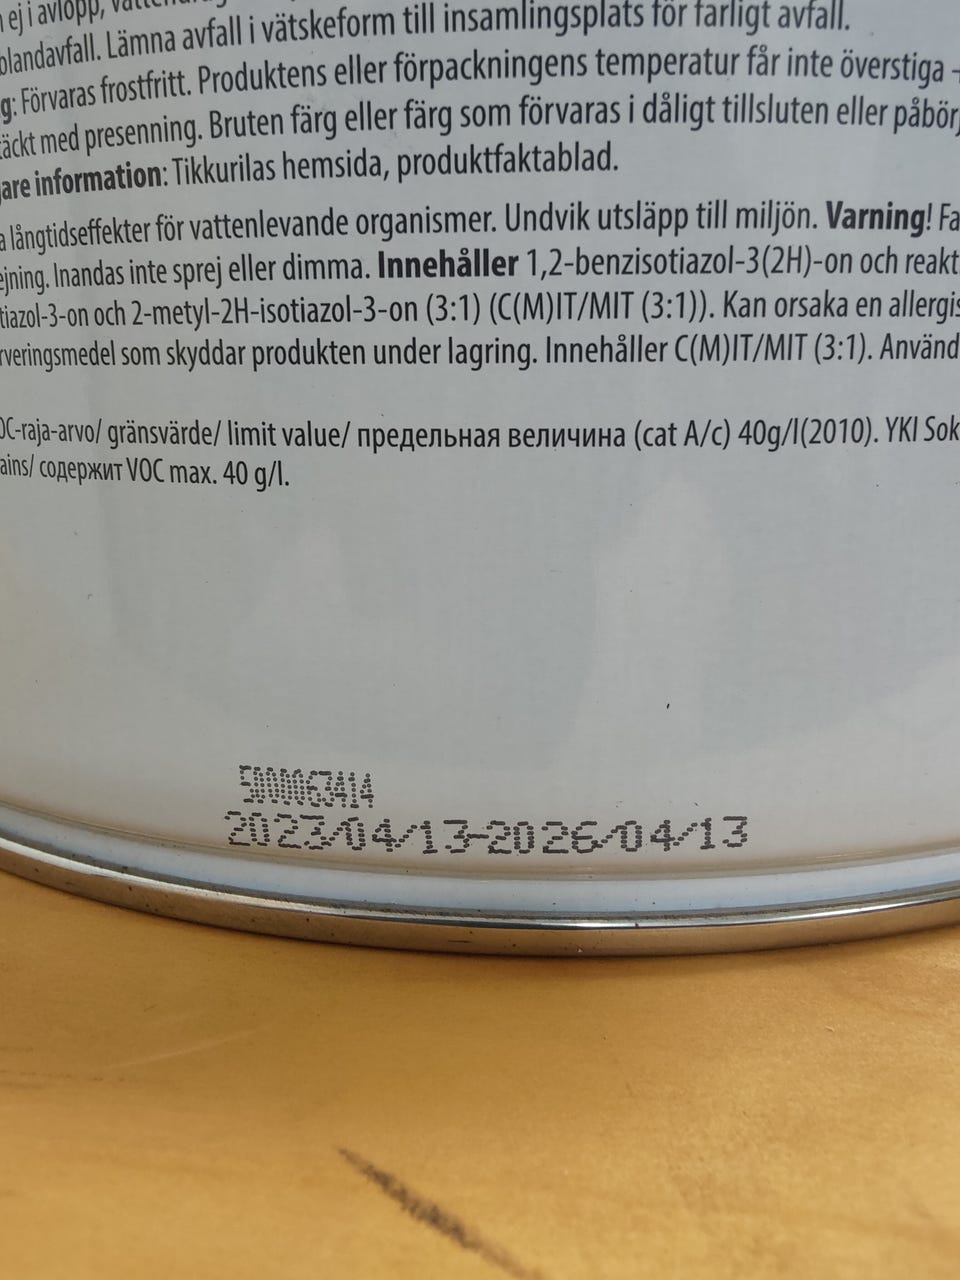 ej i avlopp,
blandavfall. Lämna avfall i vätskeform till insamlingsplats för farligt avfall.
g: Förvaras frostfritt. Produktens eller förpackningens temperatur får inte överstiga
täckt med presenning. Bruten färg eller färg som förvaras i dåligt tillsluten eller påbörj
are information: Tikkurilas hemsida, produktfaktablad.
a långtidseffekter för vattenlevande organismer. Undvik utsläpp till miljön. Varning! Fa
ejning. Inandas inte sprej eller dimma. Innehåller 1,2-benzisotiazol-3(2H)-on och reakt
tiazol-3-on och 2-metyl-2H-isotiazol-3-on (3:1) (C(M)IT/MIT (3:1)). Kan orsaka en allergis
rveringsmedel som skyddar produkten under lagring. Innehåller C(M)IT/MIT (3:1). Använd
OC-raja-arvo/ gränsvärde/ limit value/ предельная величина (cat A/c) 40g/l(2010). YKI Sok
ains/ содержит VOC max. 40 g/l.
5000063414
2023/04/13-2026/04/13